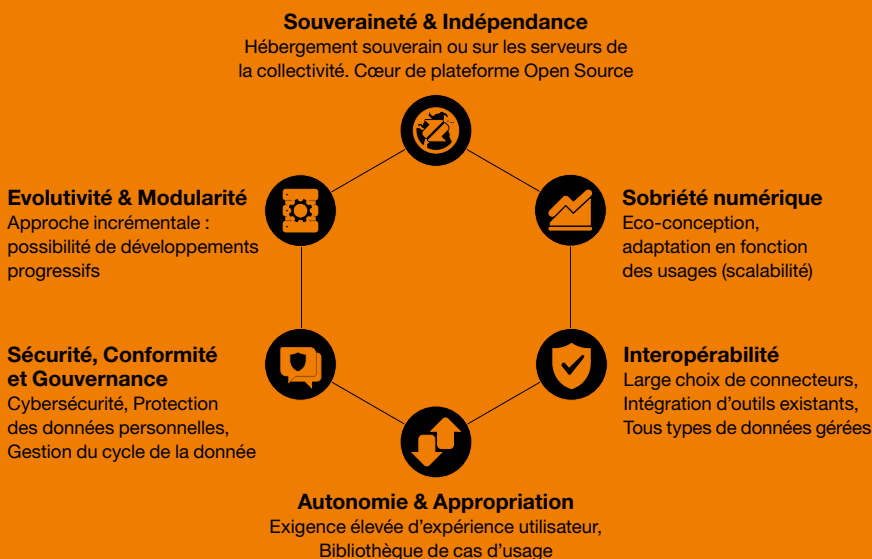 Souveraineté & Indépendance
Hébergement souverain ou sur les serveurs de
la collectivité. Cœur de plateforme Open Source
Evolutivité & Modularité
Approche incrémentale :
possibilité de développements
progressifs
Sobriété numérique
Eco-conception,
adaptation en fonction
des usages (scalabilité)
Sécurité, Conformité
et Gouvernance
Cybersécurité, Protection
des données personnelles,
Gestion du cycle de la donnée
Interopérabilité
Large choix de connecteurs,
Intégration d’outils existants,
Tous types de données gérées
Autonomie & Appropriation
Exigence élevée d’expérience utilisateur,
Bibliothèque de cas d’usage